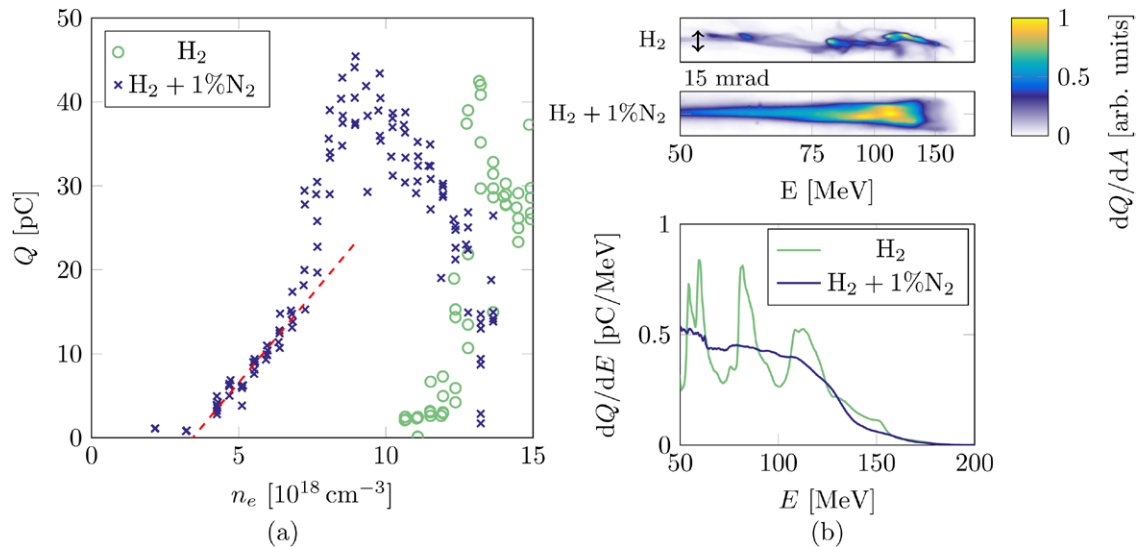 50
40
30
20
10
0
Q [pC]
H₂
H₂ + 1%N₂
0
5
10
15
nₑ [10¹⁸ cm⁻³]
(a)
H₂
15 mrad
H₂ + 1%N₂
50
75
100
150
E [MeV]
1
0.5
0
dQ/dA [arb. units]
1
0.5
0
dQ/dE [pC/MeV]
H₂
H₂ + 1%N₂
50
100
150
200
E [MeV]
(b)